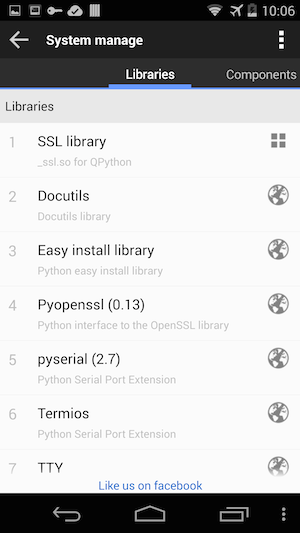 10:06
System manage
Libraries
Components
Libraries
1
SSL library
_ssl.so for QPython
2
Docutils
Docutils library
3
Easy install library
Python easy install library
4
Pyopenssl (0.13)
Python interface to the OpenSSL library
5
pyserial (2.7)
Python Serial Port Extension
6
Termios
Python Serial Port Extension
7
TTY
Like us on facebook